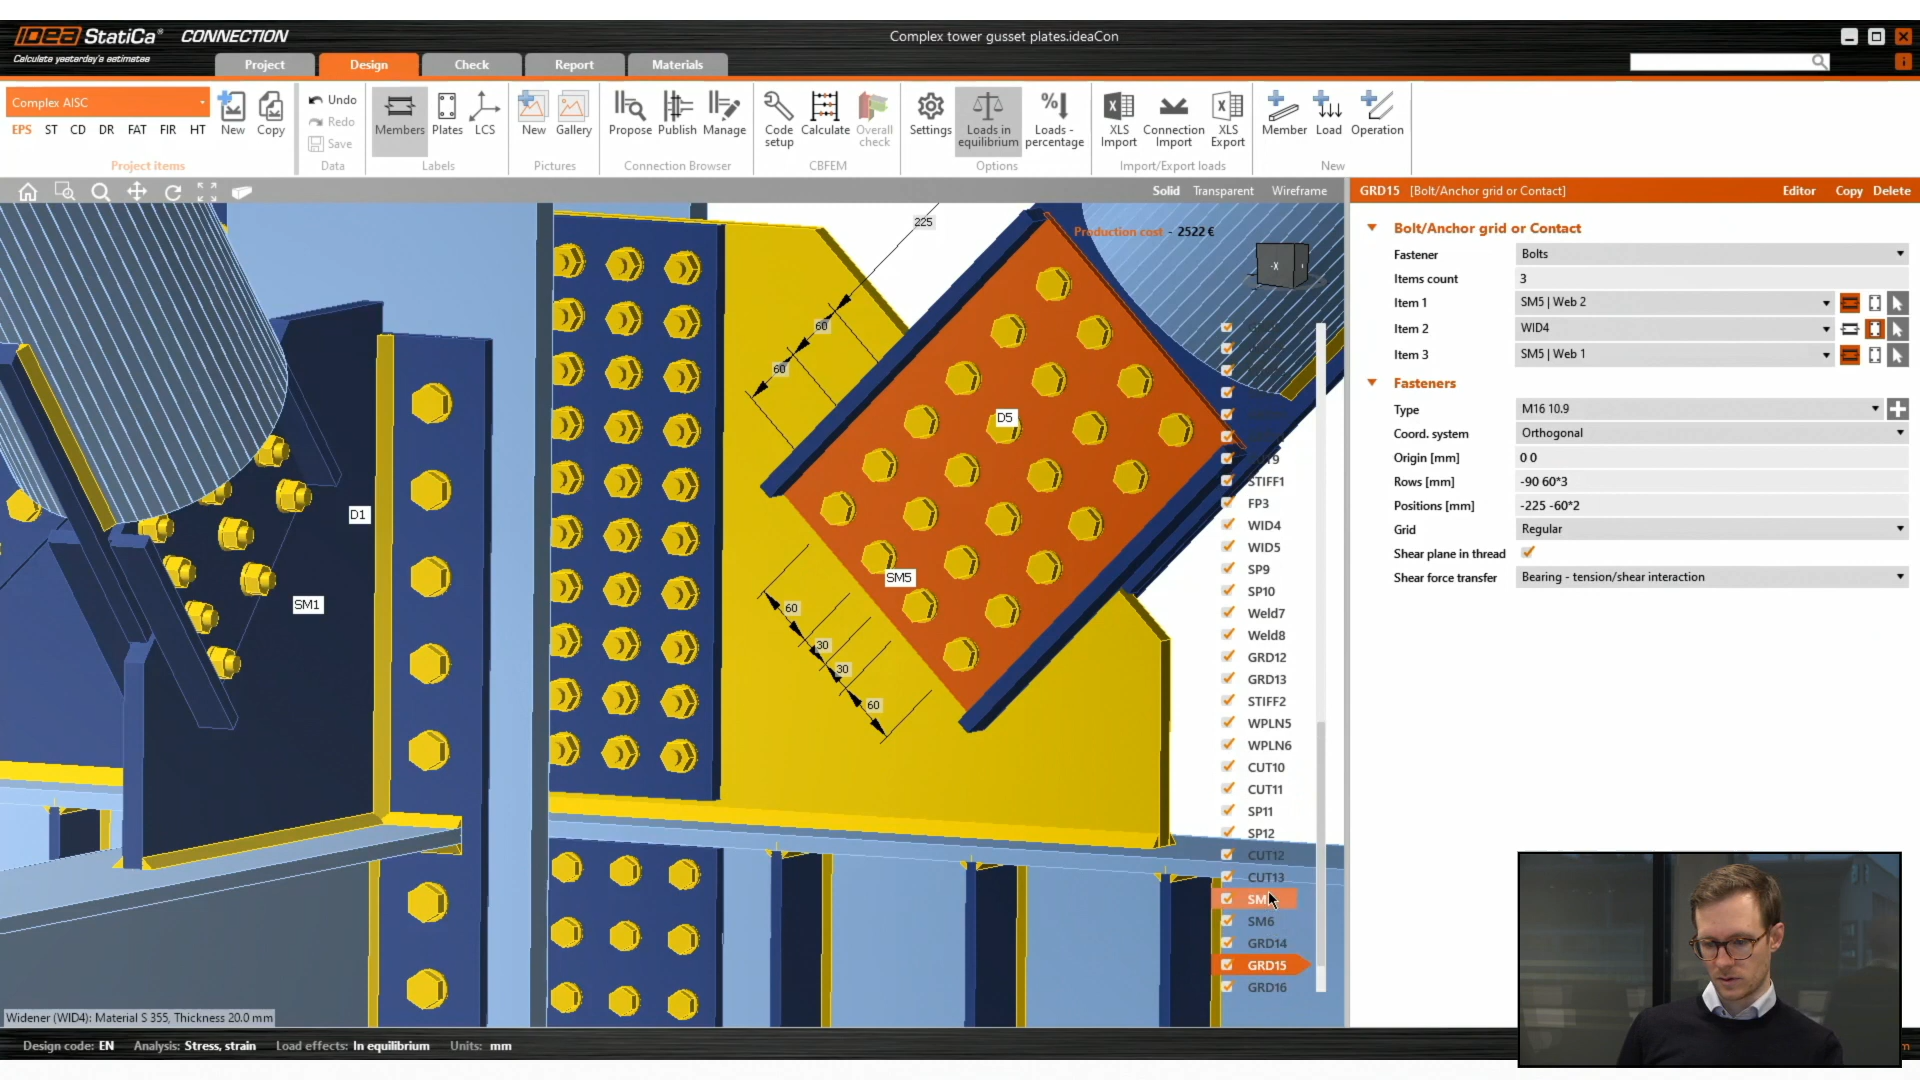 IDEA StatiCa® CONNECTION
Calculate yesterday's estimates
Complex tower gusset plates.ideaCon
Project
Design
Check
Report
Materials
Complex AISC
EPS ST CD DR FAT FIR HT
New
Copy
Project items
Undo
Redo
Save
Data
Members
Plates
LCS
Labels
New
Gallery
Pictures
Propose
Publish
Manage
Connection Browser
Code setup
Calculate
Overall check
CBFEM
Settings
Loads in equilibrium
Loads - percentage
Options
XLS Import
Connection Import
XLS Export
Import/Export loads
Member
Load
Operation
New
Solid Transparent Wireframe
Production cost - 2522 €
-X
225
60
60
D5
D1
SM5
SM1
60
30
30
60
STIFF1
FP3
WID4
WID5
SP9
SP10
Weld7
Weld8
GRD12
GRD13
STIFF2
WPLN5
WPLN6
CUT10
CUT11
SP11
SP12
CUT12
CUT13
SM6
GRD14
GRD15
GRD16
Widener (WID4): Material S 355, Thickness 20.0 mm
GRD15 [Bolt/Anchor grid or Contact]
Editor Copy Delete
Bolt/Anchor grid or Contact
Fastener Bolts
Items count 3
Item 1 SM5 | Web 2
Item 2 WID4
Item 3 SM5 | Web 1
Fasteners
Type M16 10.9
Coord. system Orthogonal
Origin [mm] 0 0
Rows [mm] -90 60*3
Positions [mm] -225 -60*2
Grid Regular
Shear plane in thread
Shear force transfer Bearing - tension/shear interaction
Design code: EN Analysis: Stress, strain Load effects: In equilibrium Units: mm